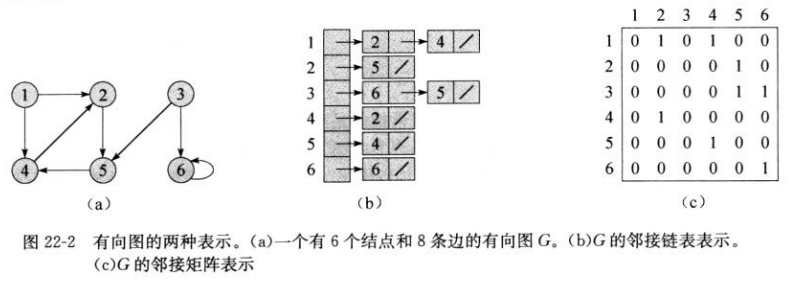 1 2 3 4 5 6
1 2 4 / 1 0 1 0 1 0 0
2 5 / 2 0 0 0 0 1 0
1 2 3 3 6 5 / 3 0 0 0 0 1 1
4 2 / 4 0 1 0 0 0 0
4 5 6 5 4 / 5 0 0 0 1 0 0
6 6 / 6 0 0 0 0 0 1
(a) (b) (c)
图 22-2 有向图的两种表示。(a)一个有 6 个结点和 8 条边的有向图 G。(b)G 的邻接链表表示。
(c)G 的邻接矩阵表示